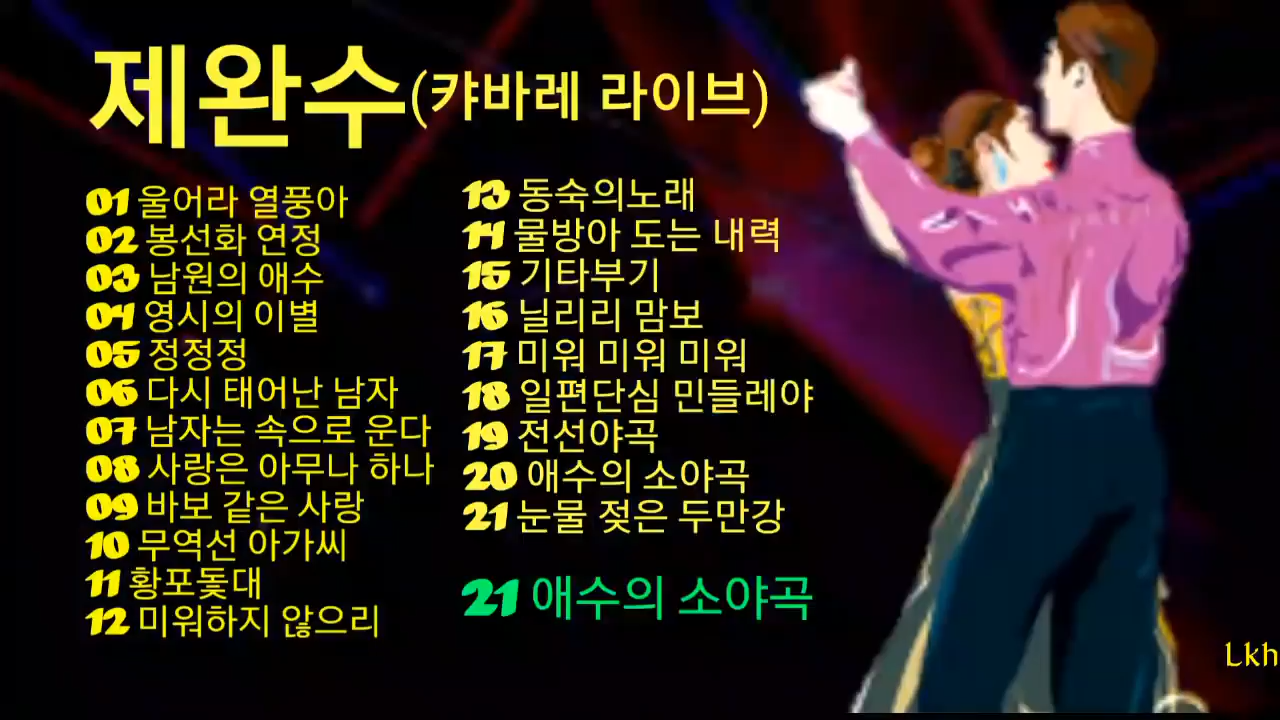 제완수(캬바레 라이브)
01 울어라 열풍아
02 봉선화 연정
03 남원의 애수
04 영시의 이별
05 정정정
06 다시 태어난 남자
07 남자는 속으로 운다
08 사랑은 아무나 하나
09 바보 같은 사랑
10 무역선 아가씨
11 황포돛대
12 미워하지 않으리
13 동숙의노래
14 물방아 도는 내력
15 기타부기
16 닐리리 맘보
17 미워 미워 미워
18 일편단심 민들레야
19 전선야곡
20 애수의 소야곡
21 눈물 젖은 두만강
21 애수의 소야곡
Lkh